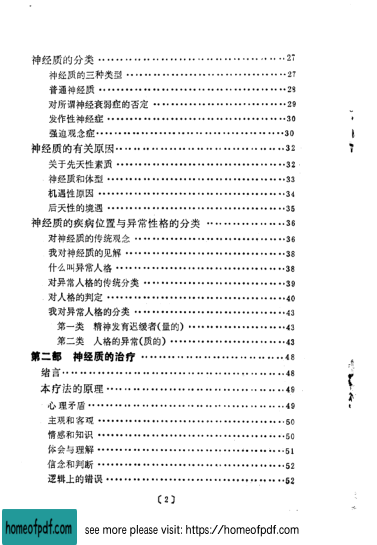 神经质的分类……27
神经质的三种类型……27
普通神经质……28
对所谓神经衰弱症的否定……29
发作性神经症……30
强迫观念症……30
神经质的有关原因……32
关于先天性素质……32
神经质和体型……33
机遇性原因……34
后天性的境遇……35
神经质的疾病位置与异常性格的分类……36
对神经质的传统观念……36
我对神经质的见解……38
什么叫异常人格……38
对异常人格的传统分类……39
对人格的判定……40
我对异常人格的分类……43
第一类 精神发育迟缓者(量的)……43
第二类 人格的异常(质的)……43
第二部 神经质的治疗……48
绪言……48
本疗法的原理……49
心理矛盾……49
主观和客观……50
情感和知识……50
体会与理解……51
信念和判断……52
逻辑上的错误……52
〔2〕
homeofpdf.com
see more please visit: https://homeofpdf.com